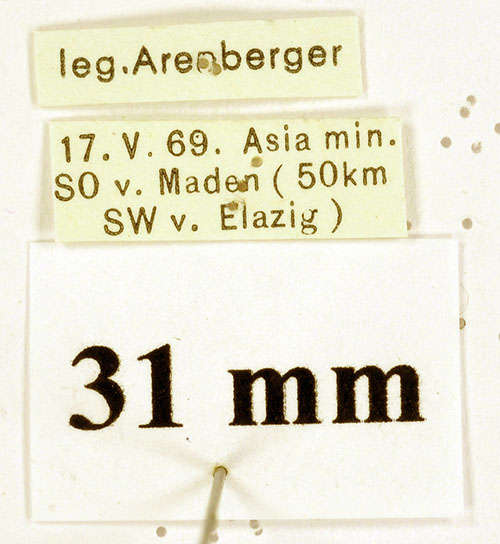 leg.Arenberger
17. V. 69. Asia min.
SO v. Maden ( 50km
SW v. Elazig )
31 mm